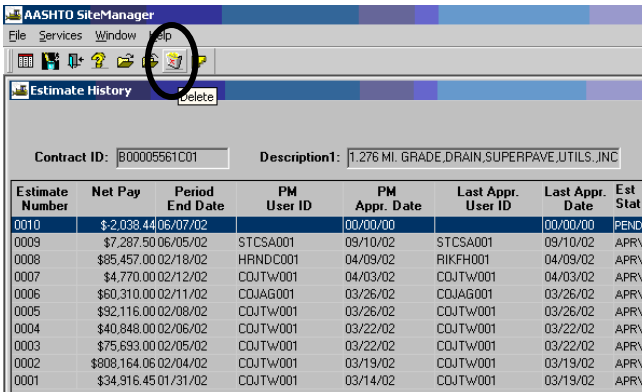 AASHTO SiteManager
File Services Window Help
Delete
Estimate History
Contract ID: B00005561C01 Description1: 1.276 MI. GRADE,DRAIN,SUPERPAVE,UTILS.,INC
Estimate Number Net Pay Period End Date PM User ID PM Appr. Date Last Appr. User ID Last Appr. Date Est Stat
0010 $-2,038.44 06/07/02 00/00/00 00/00/00 PEND
0009 $7,287.50 06/05/02 STCSA001 09/10/02 STCSA001 09/10/02 APRV
0008 $85,457.00 02/18/02 HRNDC001 04/09/02 RIKFH001 04/09/02 APRV
0007 $4,770.00 02/12/02 COJTW001 04/03/02 COJTW001 04/03/02 APRV
0006 $60,310.00 02/11/02 COJAG001 03/26/02 COJAG001 03/26/02 APRV
0005 $92,116.00 02/08/02 COJTW001 03/26/02 COJTW001 03/26/02 APRV
0004 $40,848.00 02/06/02 COJTW001 03/22/02 COJTW001 03/22/02 APRV
0003 $75,693.00 02/05/02 COJTW001 03/22/02 COJTW001 03/22/02 APRV
0002 $808,164.06 02/04/02 COJTW001 03/19/02 COJTW001 03/19/02 APRV
0001 $34,916.45 01/31/02 COJTW001 03/14/02 COJTW001 03/19/02 APRV